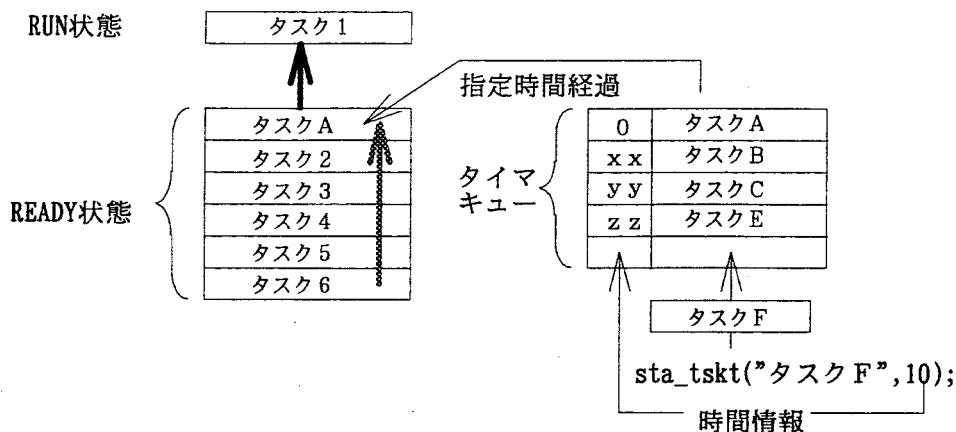 RUN状態
タスク1
指定時間経過
READY状態
タスクA
タスク2
タスク3
タスク4
タスク5
タスク6
タイマ
キュー
0 タスクA
xx タスクB
yy タスクC
zz タスクE
タスクF
sta_tskt("タスクF",10);
時間情報